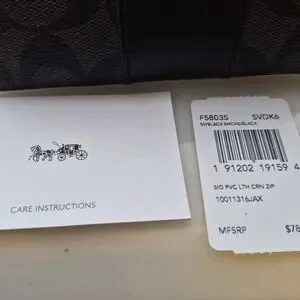 CARE INSTRUCTIONS
F58035 SVDK6
SV/BLACK SMOKE/BLACK
1 91202 19159 4
SIG PVC LTH CRN ZIP
10011316JAX
MFSRP $78